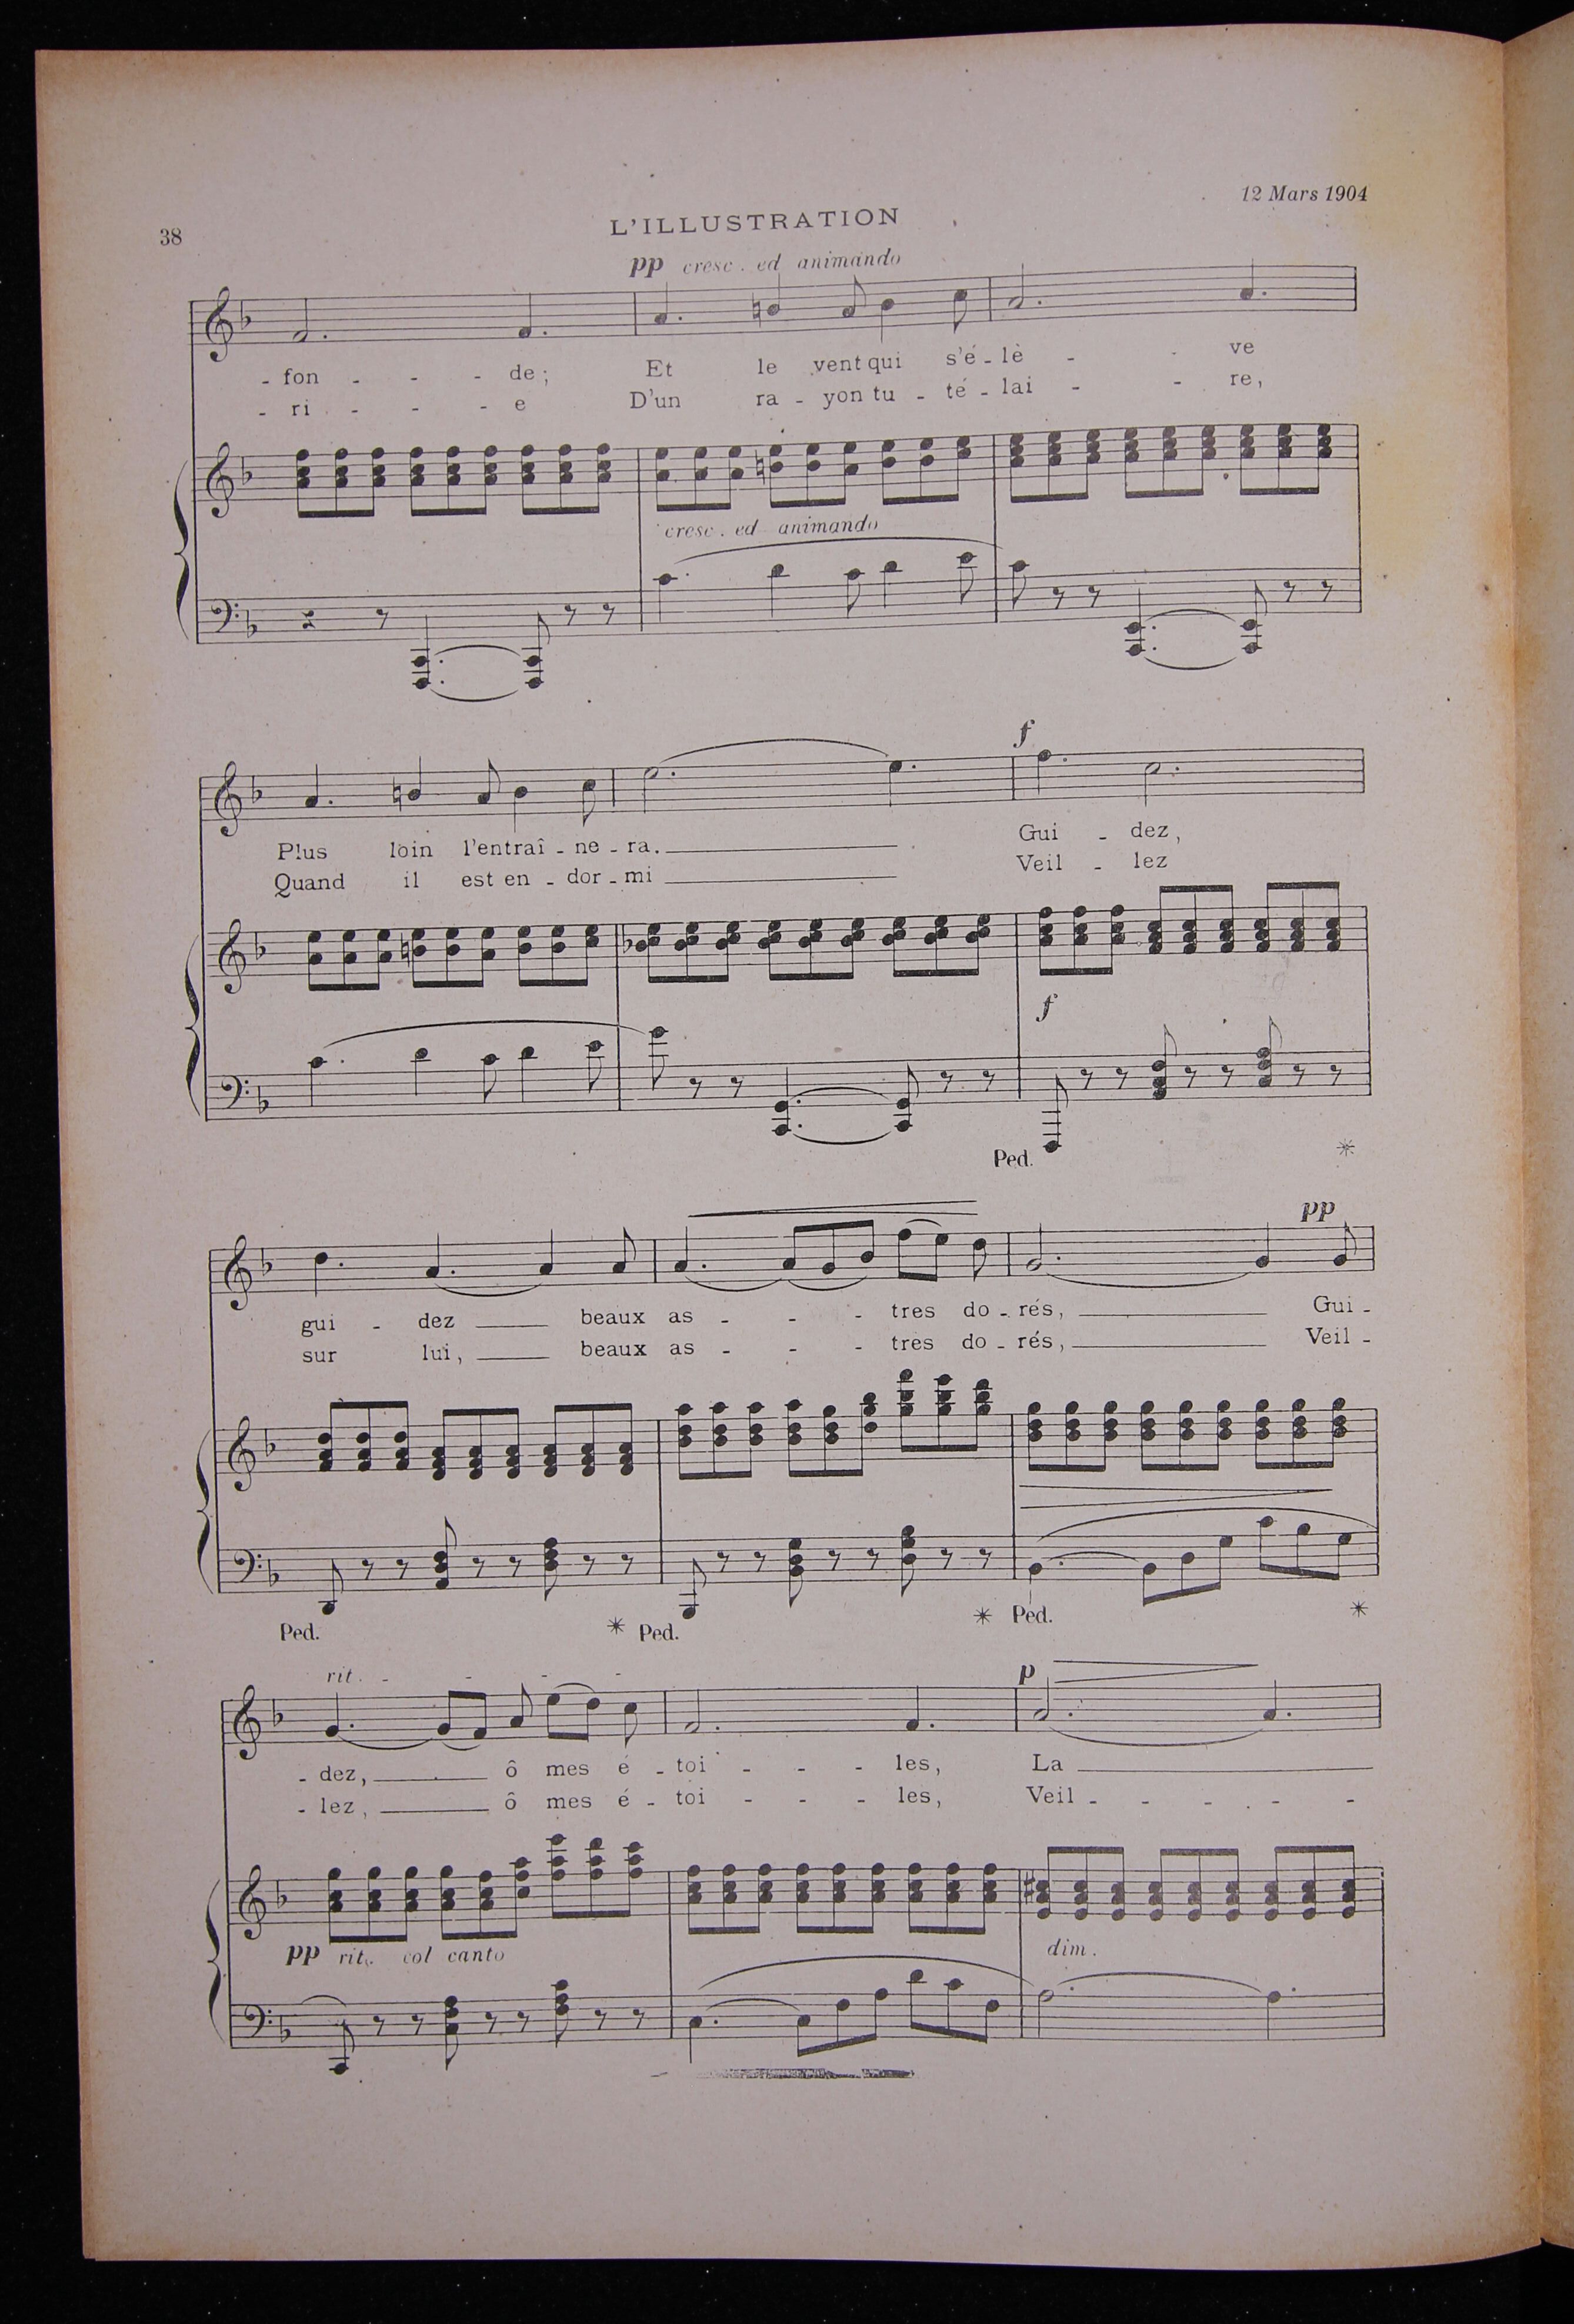 12 Mars 1904
38
L'ILLUSTRATION
pp cresc. ed animando
- fon - - - de; Et le vent qui s'é - lè - - ve
- ri - - - e D'un ra - yon tu - té - lai - - re,
cresc. ed animando
f
Plus loin l'entraî - ne - ra. Gui - dez,
Quand il est en - dor - mi Veil - lez
f
Ped. *
pp
gui - dez beaux as - - - tres do - rés, Gui -
sur lui, beaux as - - - tres do - rés, Veil -
Ped. * Ped. * Ped. *
rit. - - - - p
- dez, ô mes é - toi - - - les, La
- lez, ô mes é - toi - - - les, Veil - - - - -
pp rit. col canto dim.